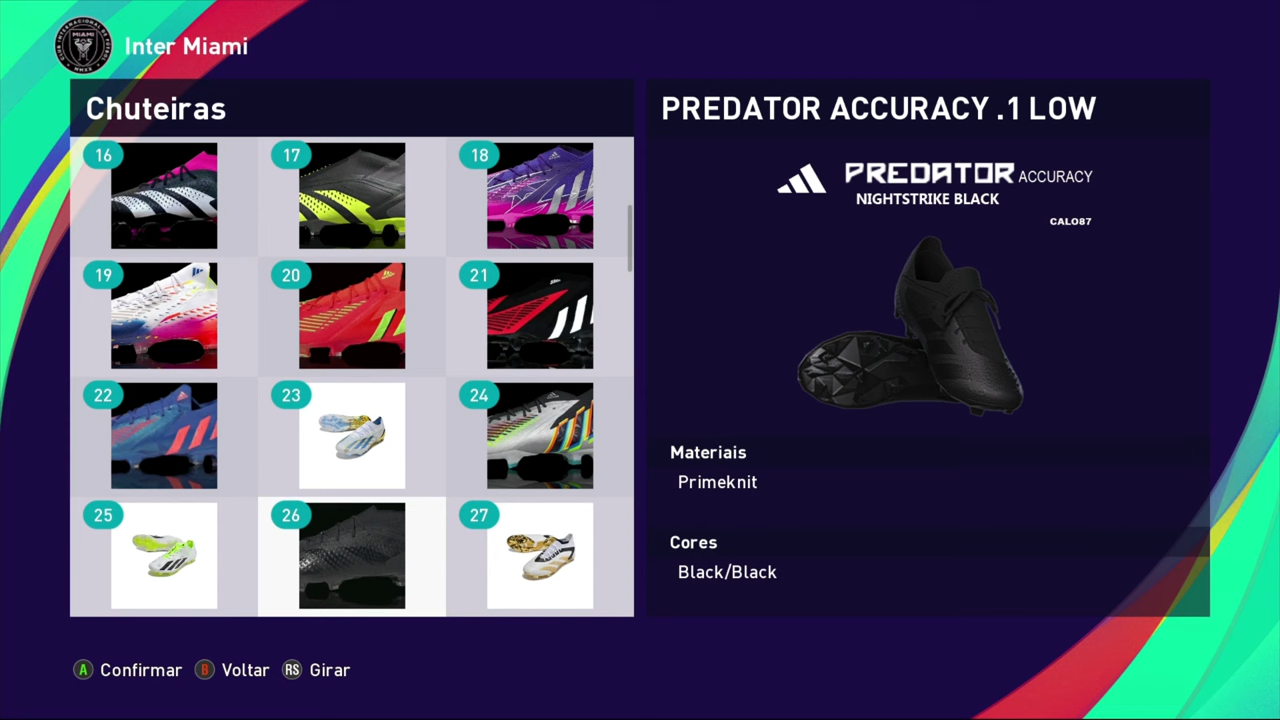 Inter Miami
Chuteiras
16
17
18
19
20
21
22
23
24
25
26
27
PREDATOR ACCURACY .1 LOW
PREDATOR ACCURACY
NIGHTSTRIKE BLACK
CALO87
Materiais
Primeknit
Cores
Black/Black
A Confirmar B Voltar RS Girar